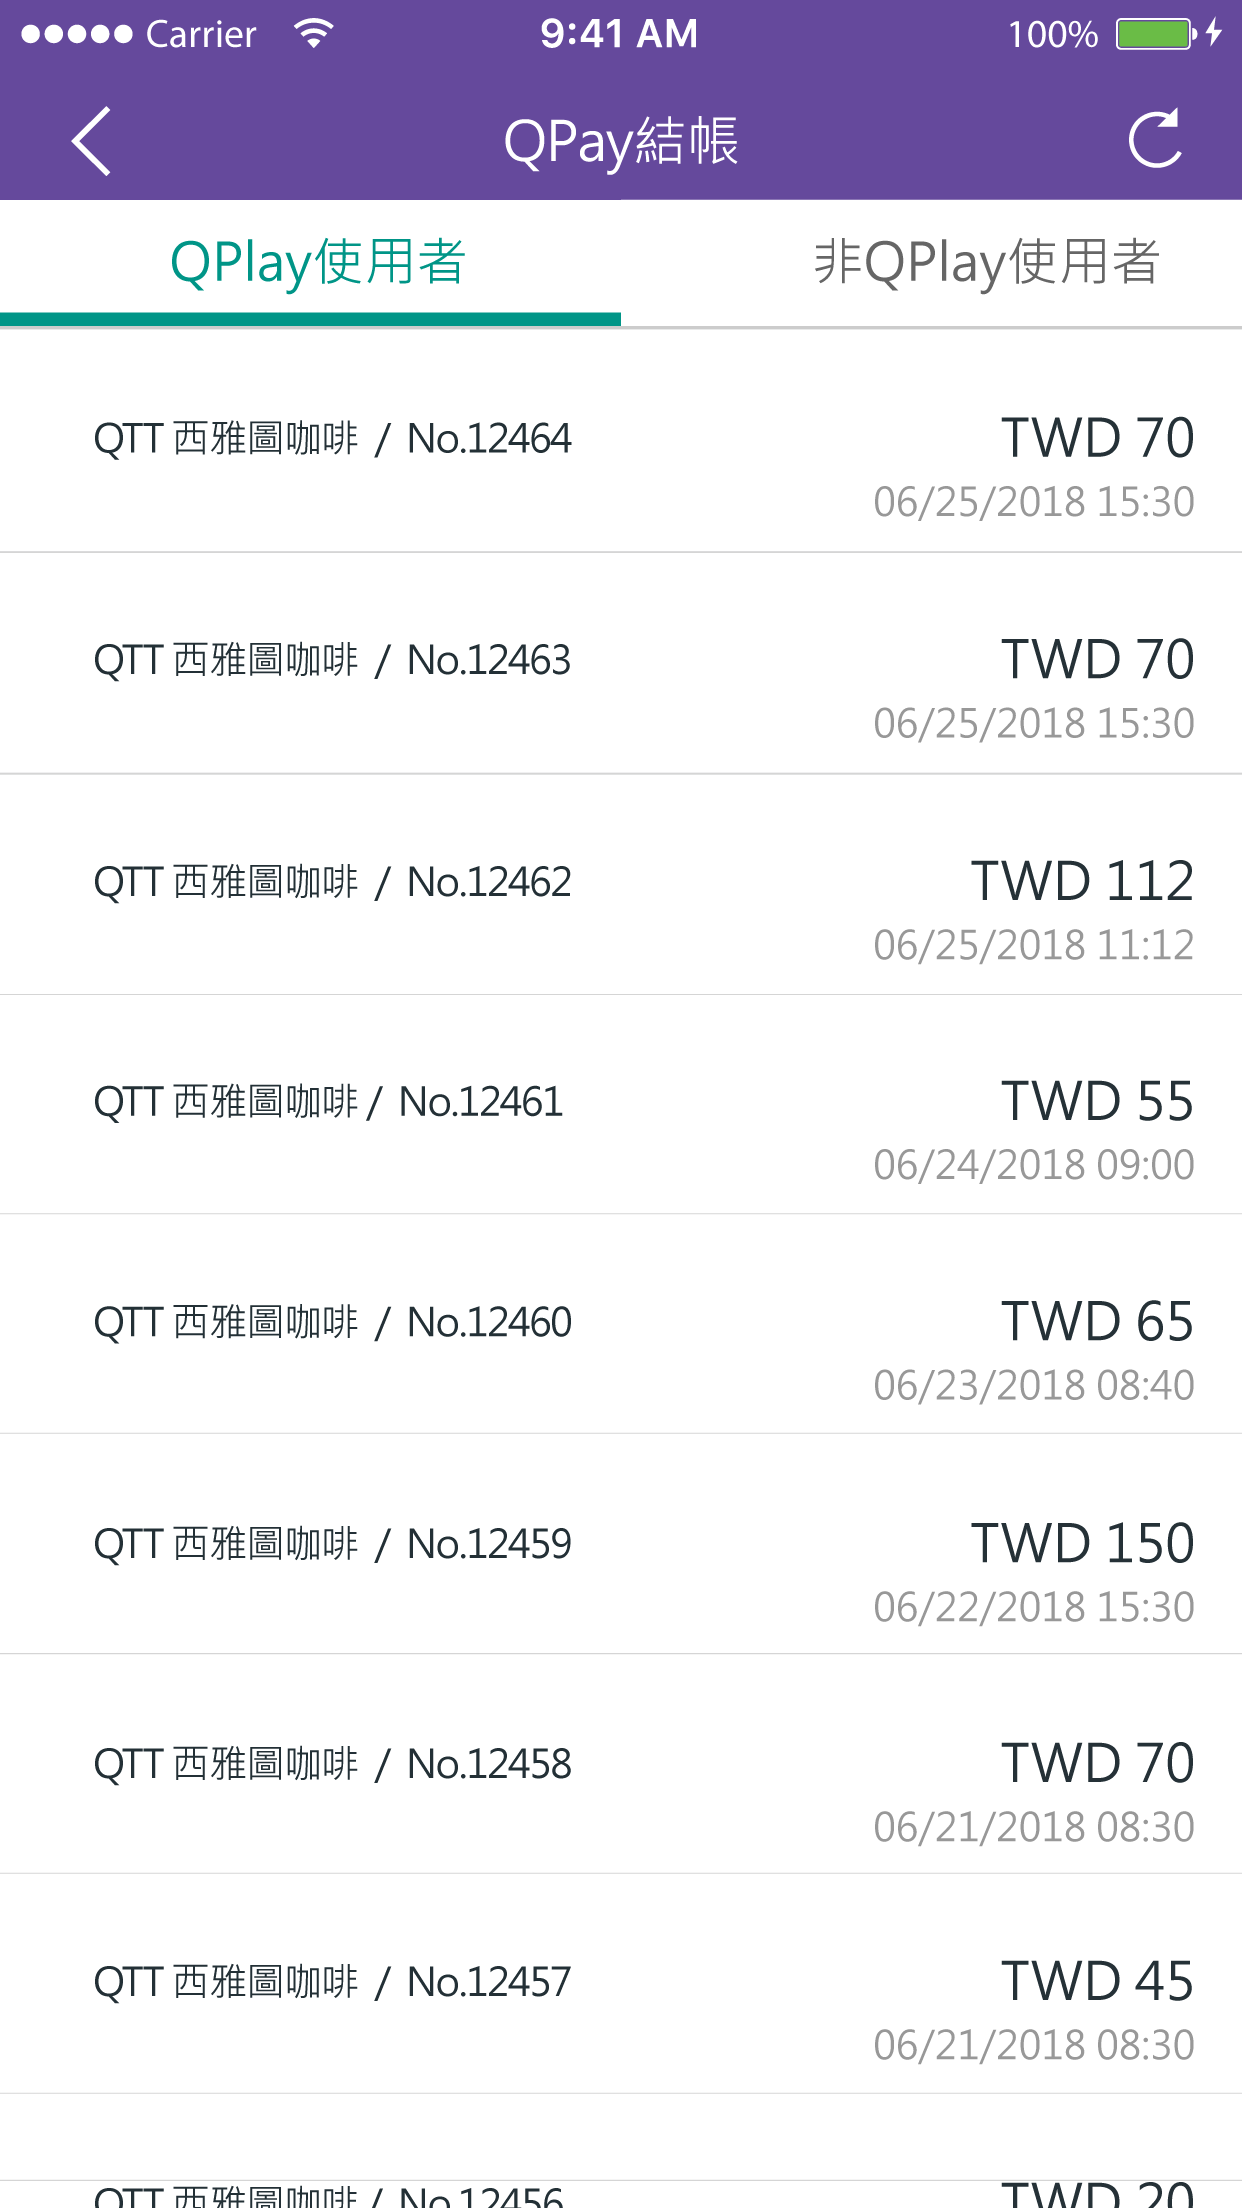 Carrier 9:41 AM 100%
QPay結帳
QPlay使用者 非QPlay使用者
QTT 西雅圖咖啡 / No.12464 TWD 70
06/25/2018 15:30
QTT 西雅圖咖啡 / No.12463 TWD 70
06/25/2018 15:30
QTT 西雅圖咖啡 / No.12462 TWD 112
06/25/2018 11:12
QTT 西雅圖咖啡 / No.12461 TWD 55
06/24/2018 09:00
QTT 西雅圖咖啡 / No.12460 TWD 65
06/23/2018 08:40
QTT 西雅圖咖啡 / No.12459 TWD 150
06/22/2018 15:30
QTT 西雅圖咖啡 / No.12458 TWD 70
06/21/2018 08:30
QTT 西雅圖咖啡 / No.12457 TWD 45
06/21/2018 08:30
QTT 西雅圖咖啡 / No.12456 TWD 20